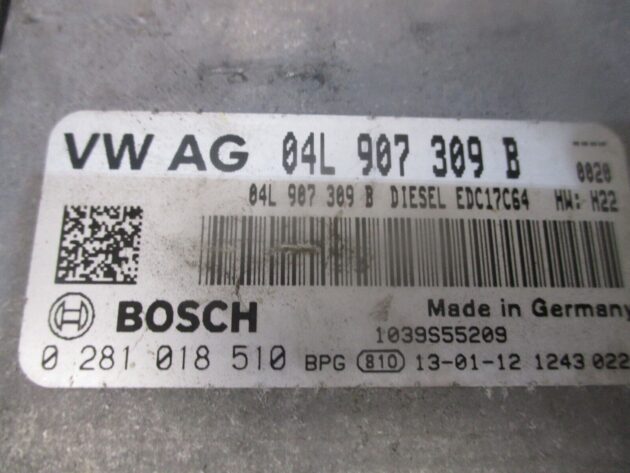 VW AG 04L 907 309 B ----
0020
04L 907 309 B DIESEL EDC17C64 HW: H22
BOSCH Made in Germany
1039S55209
0 281 018 510 BPG 810 13-01-12 1243 022